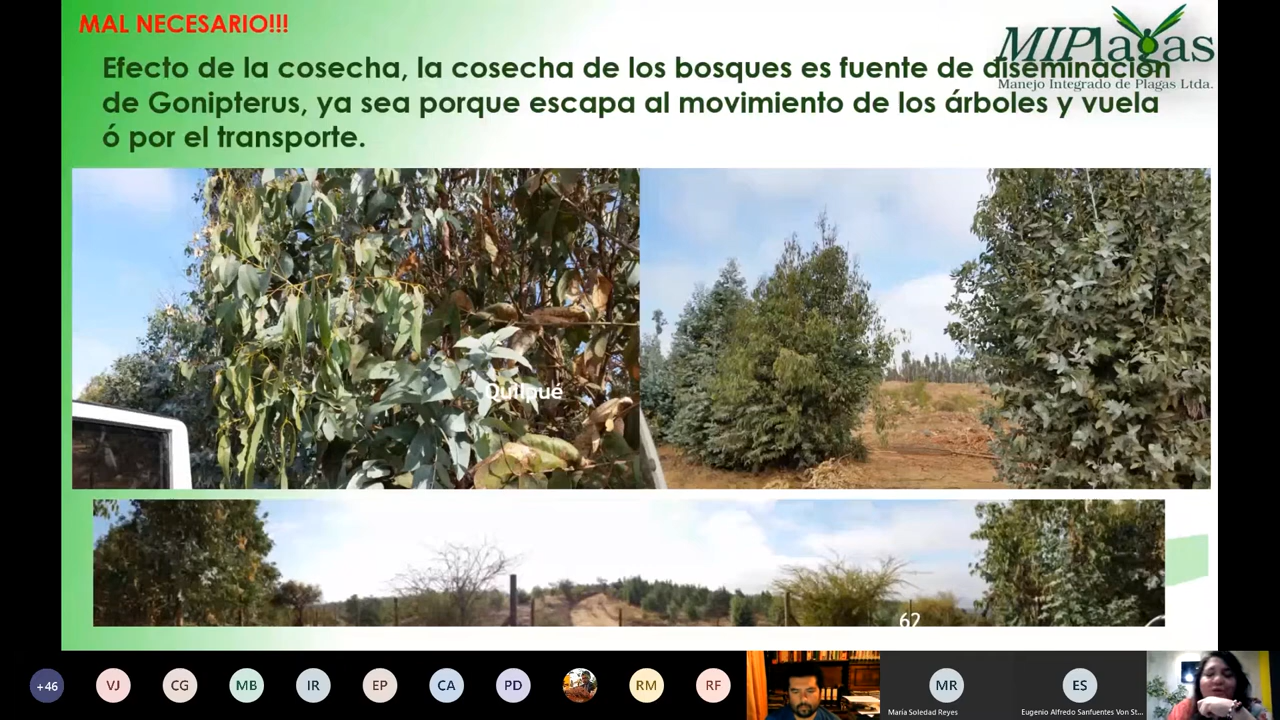 MAL NECESARIO!!!
MIPlagas
Manejo Integrado de Plagas Ltda.
Efecto de la cosecha, la cosecha de los bosques es fuente de diseminación
de Gonipterus, ya sea porque escapa al movimiento de los árboles y vuela
ó por el transporte.
Quilpué
62
+46
VJ
CG
MB
IR
EP
CA
PD
RM
RF
MR
María Soledad Reyes
ES
Eugenio Alfredo Sanfuentes Von St...